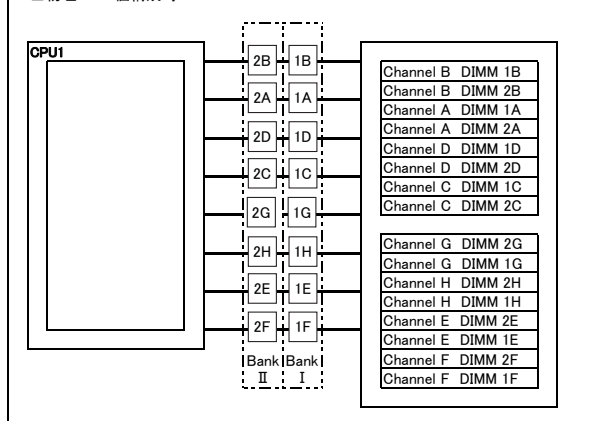 CPU1
2B 1B
2A 1A
2D 1D
2C 1C
2G 1G
2H 1H
2E 1E
2F 1F
Bank Bank
Ⅱ Ⅰ
Channel B DIMM 1B
Channel B DIMM 2B
Channel A DIMM 1A
Channel A DIMM 2A
Channel D DIMM 1D
Channel D DIMM 2D
Channel C DIMM 1C
Channel C DIMM 2C
Channel G DIMM 2G
Channel G DIMM 1G
Channel H DIMM 2H
Channel H DIMM 1H
Channel E DIMM 2E
Channel E DIMM 1E
Channel F DIMM 2F
Channel F DIMM 1F